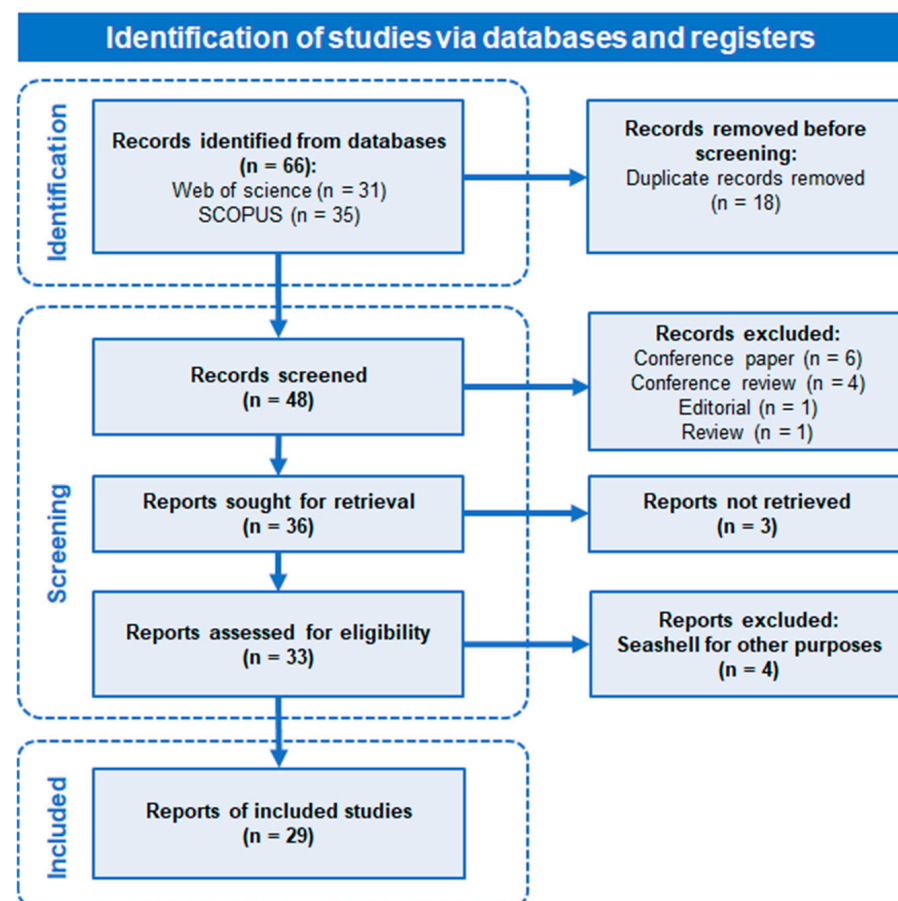 Identification of studies via databases and registers
Identification
Records identified from databases
(n = 66):
Web of science (n = 31)
SCOPUS (n = 35)
Records removed before
screening:
Duplicate records removed
(n = 18)
Screening
Records screened
(n = 48)
Records excluded:
Conference paper (n = 6)
Conference review (n = 4)
Editorial (n = 1)
Review (n = 1)
Reports sought for retrieval
(n = 36)
Reports not retrieved
(n = 3)
Reports assessed for eligibility
(n = 33)
Reports excluded:
Seashell for other purposes
(n = 4)
Included
Reports of included studies
(n = 29)